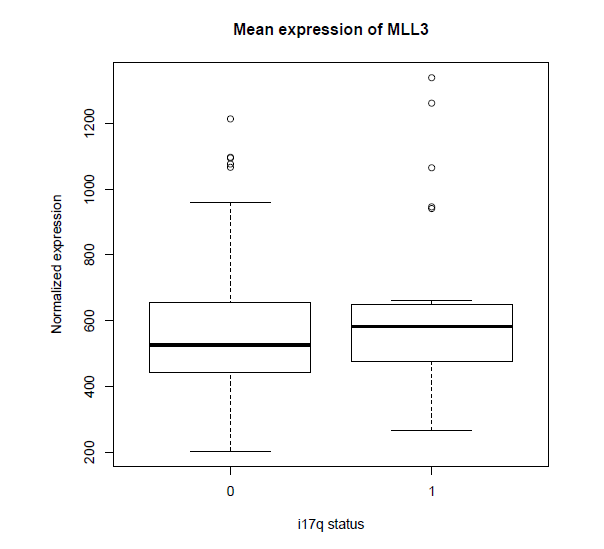 Mean expression of MLL3
Normalized expression
1200
1000
800
600
400
200
0
1
i17q status